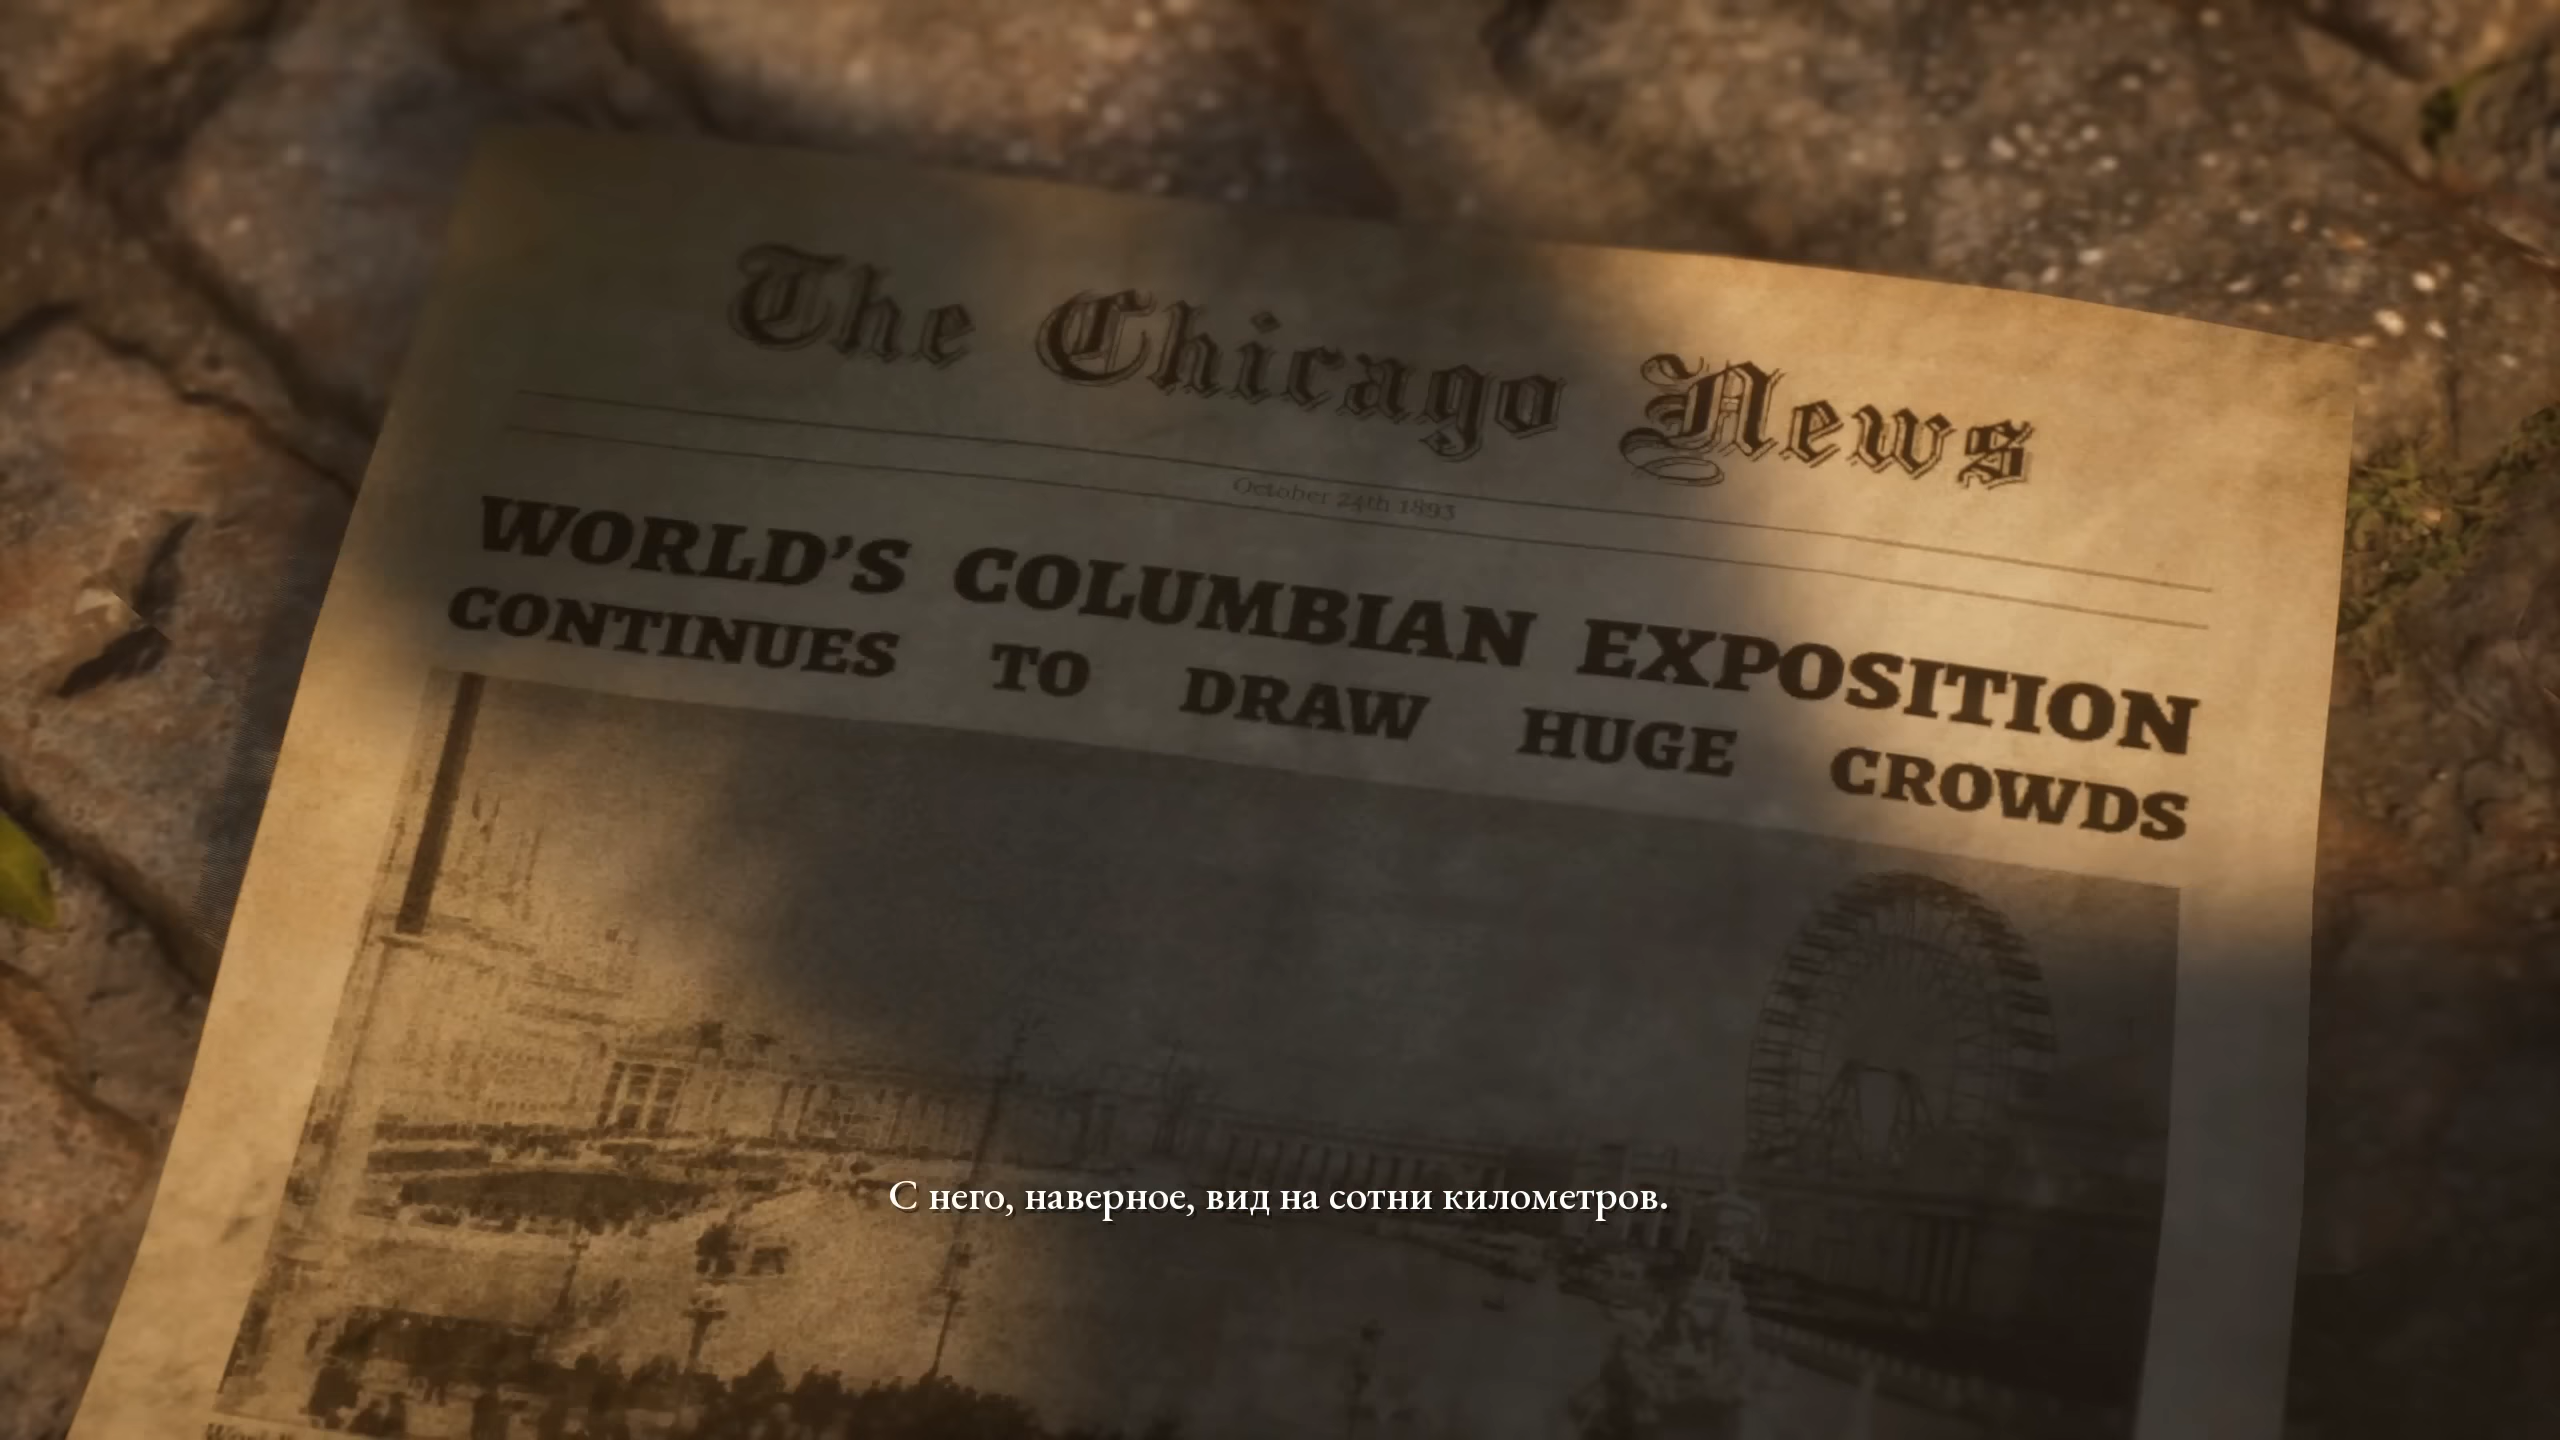 The Chicago News
October 24th 1893
WORLD'S COLUMBIAN EXPOSITION
CONTINUES TO DRAW HUGE CROWDS
С него, наверное, вид на сотни километров.